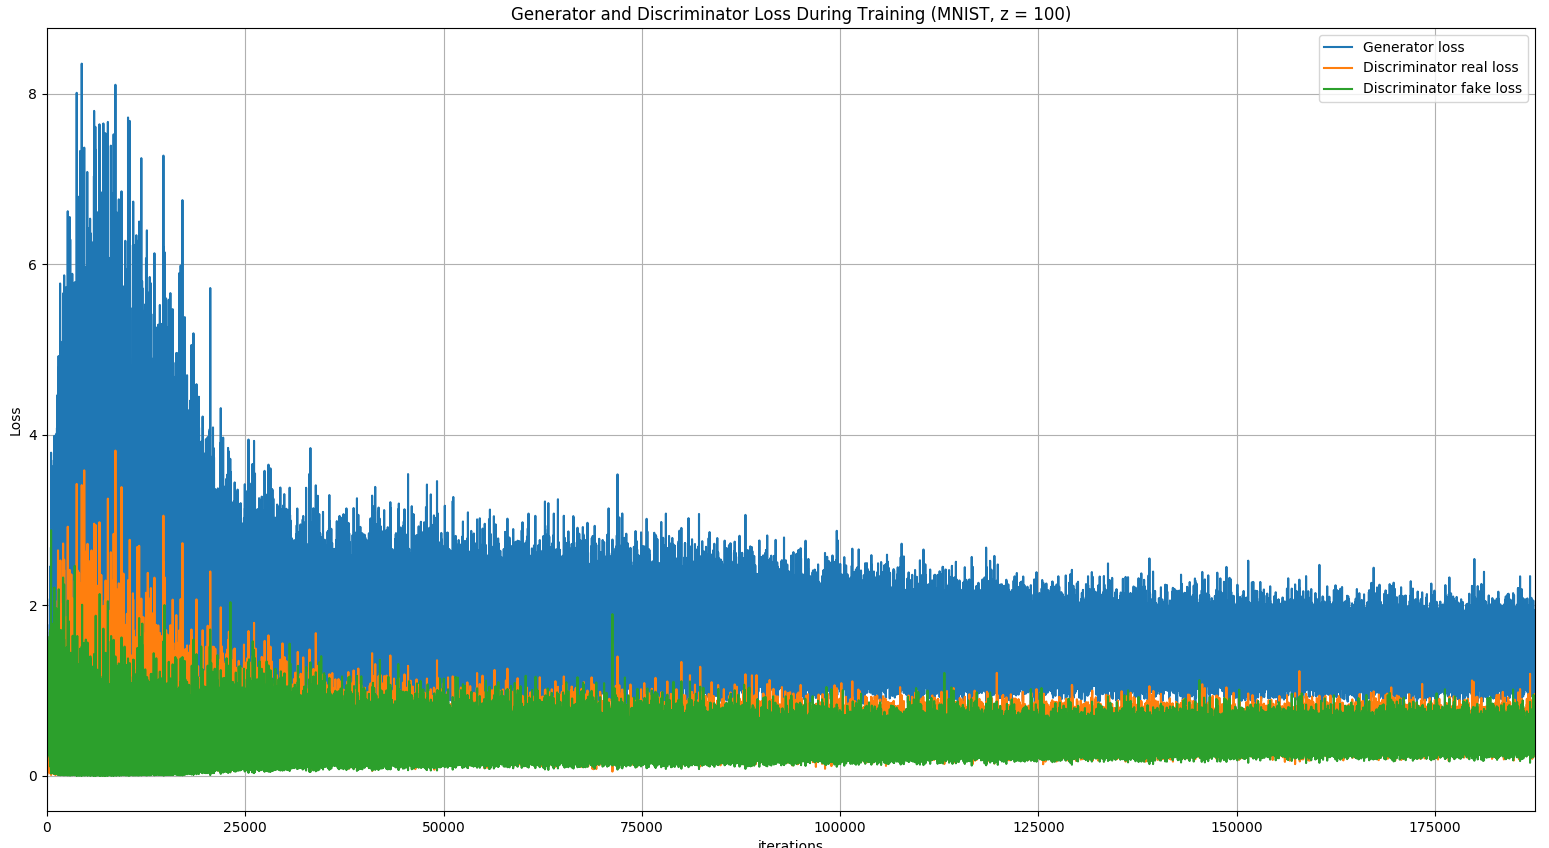 Generator and Discriminator Loss During Training (MNIST, z = 100)
Generator loss
Discriminator real loss
Discriminator fake loss
8
6
4
2
0
Loss
0
25000
50000
75000
100000
125000
150000
175000
iterations